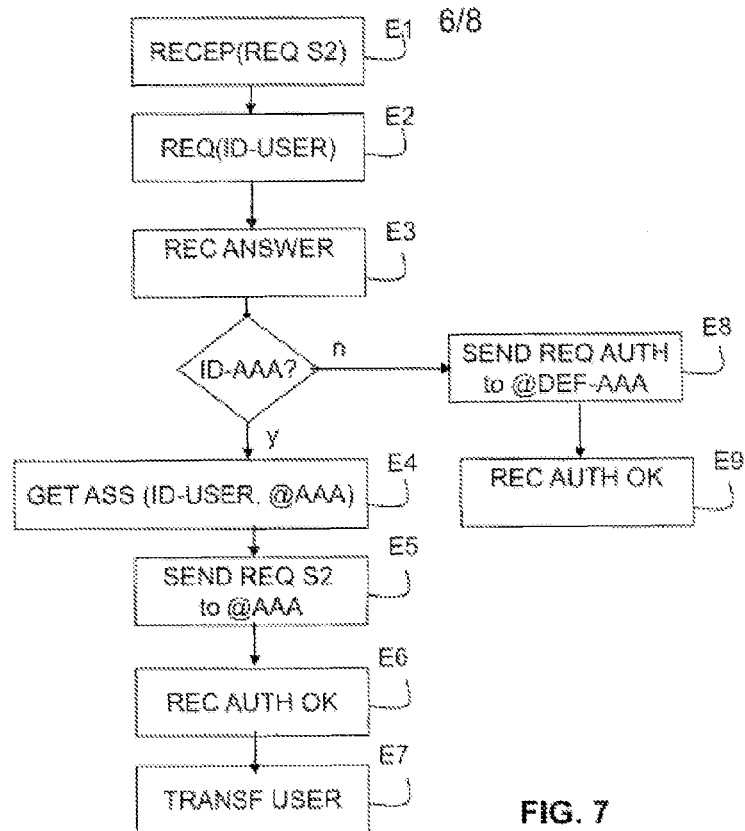 6/8
E1
RECEP(REQ S2)
E2
REQ(ID-USER)
E3
REC ANSWER
ID-AAA?
n
y
E8
SEND REQ AUTH
to @DEF-AAA
E9
REC AUTH OK
E4
GET ASS (ID-USER, @AAA)
E5
SEND REQ S2
to @AAA
E6
REC AUTH OK
E7
TRANSF USER
FIG. 7